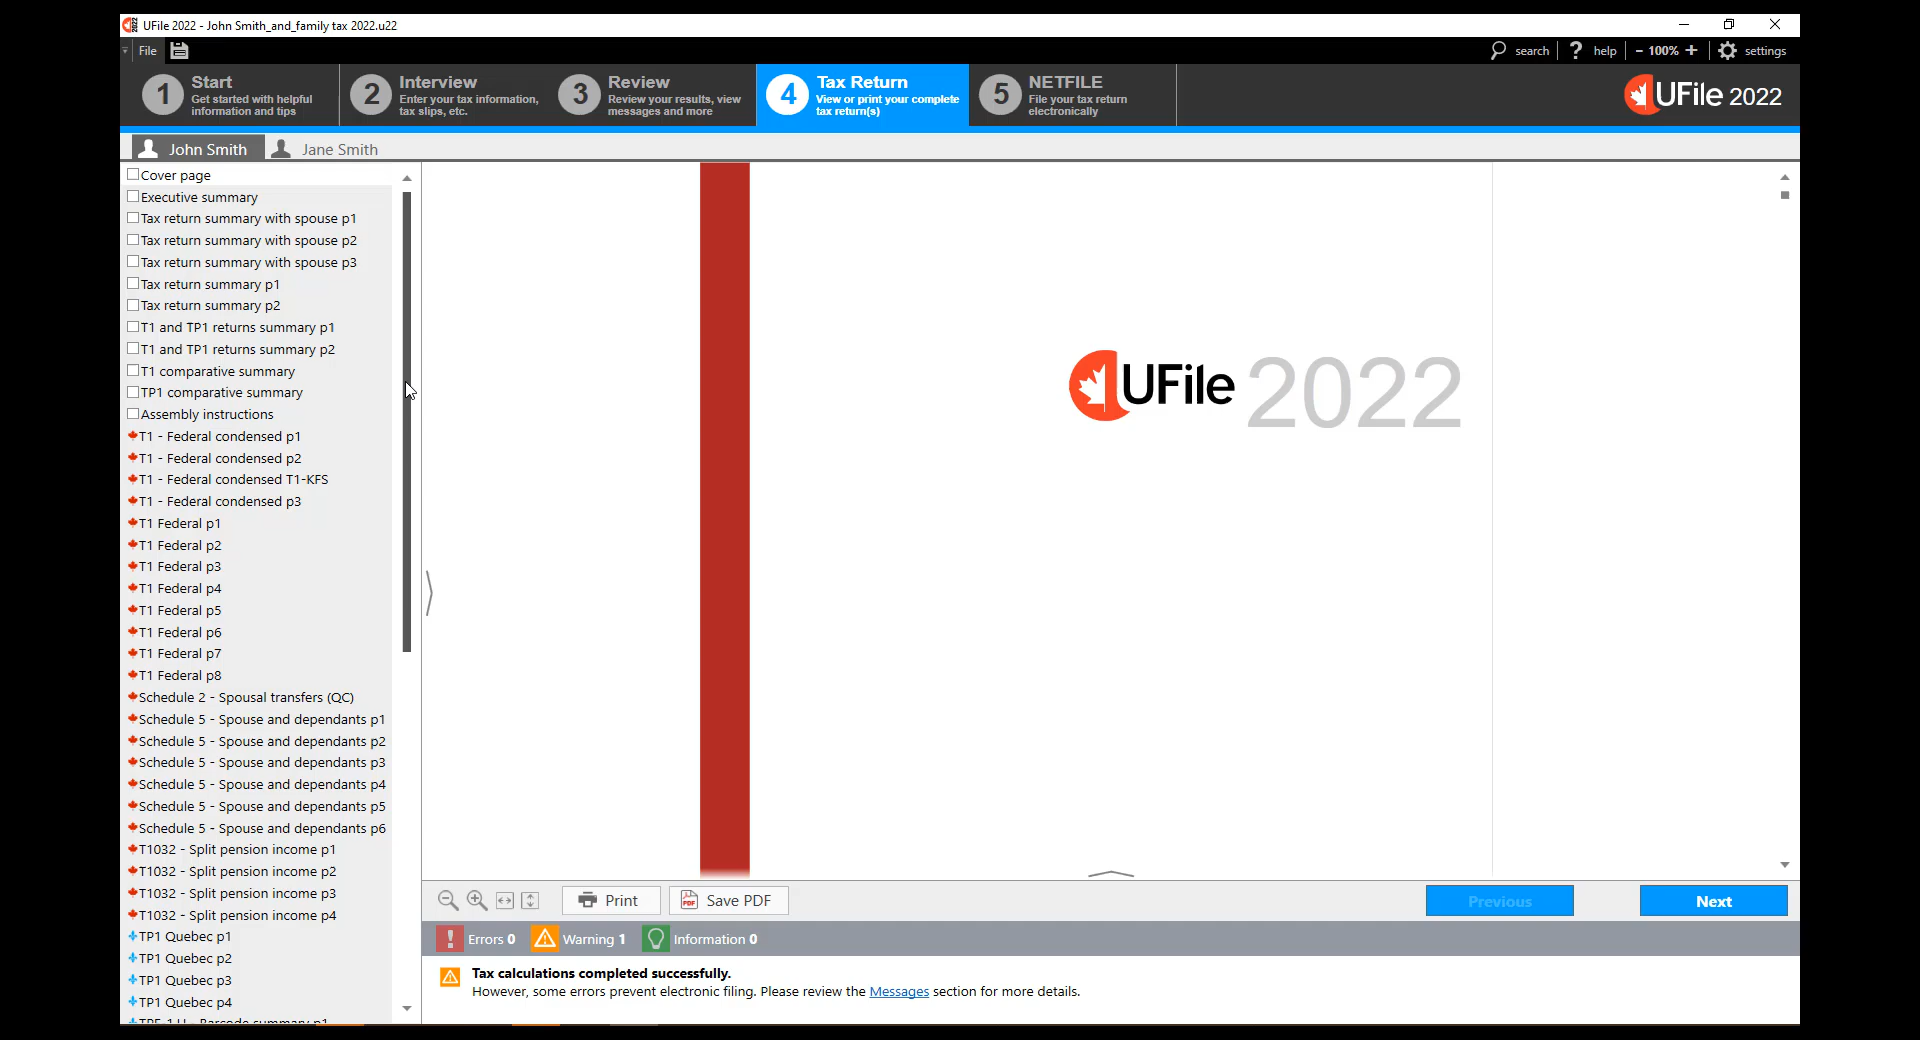 UFile 2022 - John Smith_and_family tax 2022.u22
File
search
? help
- 100% +
settings
1 Start
Get started with helpful
information and tips
2 Interview
Enter your tax information,
tax slips, etc.
3 Review
Review your results, view
messages and more
4 Tax Return
View or print your complete
tax return(s)
5 NETFILE
File your tax return
electronically
UFile 2022
John Smith
Jane Smith
Cover page
Executive summary
Tax return summary with spouse p1
Tax return summary with spouse p2
Tax return summary with spouse p3
Tax return summary p1
Tax return summary p2
T1 and TP1 returns summary p1
T1 and TP1 returns summary p2
T1 comparative summary
TP1 comparative summary
Assembly instructions
T1 - Federal condensed p1
T1 - Federal condensed p2
T1 - Federal condensed T1-KFS
T1 - Federal condensed p3
T1 Federal p1
T1 Federal p2
T1 Federal p3
T1 Federal p4
T1 Federal p5
T1 Federal p6
T1 Federal p7
T1 Federal p8
Schedule 2 - Spousal transfers (QC)
Schedule 5 - Spouse and dependants p1
Schedule 5 - Spouse and dependants p2
Schedule 5 - Spouse and dependants p3
Schedule 5 - Spouse and dependants p4
Schedule 5 - Spouse and dependants p5
Schedule 5 - Spouse and dependants p6
T1032 - Split pension income p1
T1032 - Split pension income p2
T1032 - Split pension income p3
T1032 - Split pension income p4
TP1 Quebec p1
TP1 Quebec p2
TP1 Quebec p3
TP1 Quebec p4
Barcode summary p1
UFile 2022
Print
PDF Save PDF
Previous
Next
Errors 0
Warning 1
Information 0
Tax calculations completed successfully.
However, some errors prevent electronic filing. Please review the Messages section for more details.